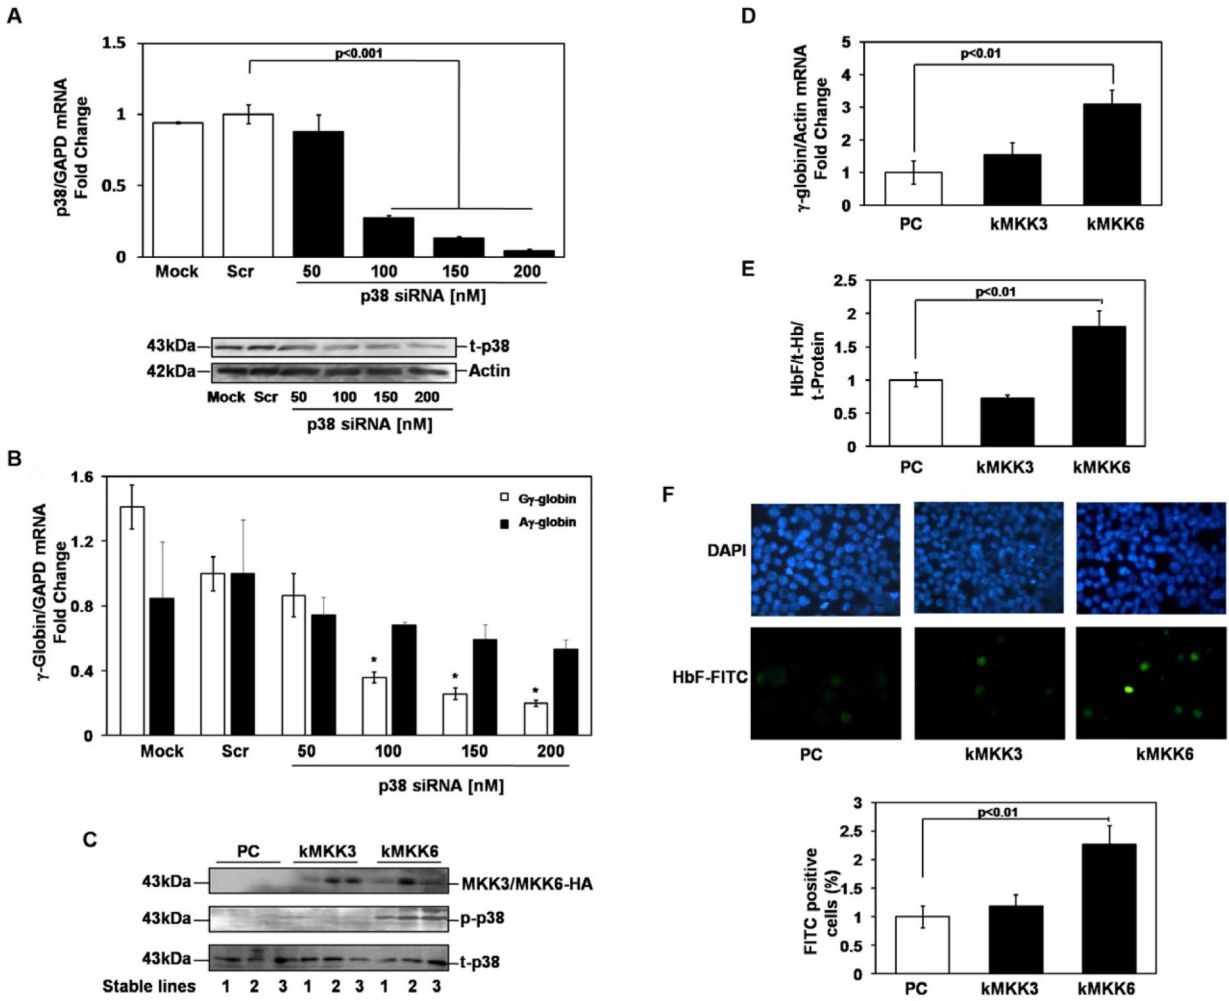 A
1.5
1
0.5
0
p38/GAPD mRNA
Fold Change
p<0.001
Mock Scr 50 100 150 200
p38 siRNA [nM]
43kDa t-p38
42kDa Actin
Mock Scr 50 100 150 200
p38 siRNA [nM]
B
1.6
1.2
0.8
0.4
0
γ-Globin/GAPD mRNA
Fold Change
Gγ-globin
Aγ-globin
* * *
Mock Scr 50 100 150 200
p38 siRNA [nM]
C
PC kMKK3 kMKK6
43kDa MKK3/MKK6-HA
43kDa p-p38
43kDa t-p38
Stable lines 1 2 3 1 2 3 1 2 3
D
5
4
3
2
1
0
γ-globin/Actin mRNA
Fold Change
p<0.01
PC kMKK3 kMKK6
E
2.5
2
1.5
1
0.5
0
HbF/t-Hb/
t-Protein
p<0.01
PC kMKK3 kMKK6
F
DAPI
HbF-FITC
PC kMKK3 kMKK6
3
2.5
2
1.5
1
0.5
0
FITC positive
cells (%)
p<0.01
PC kMKK3 kMKK6